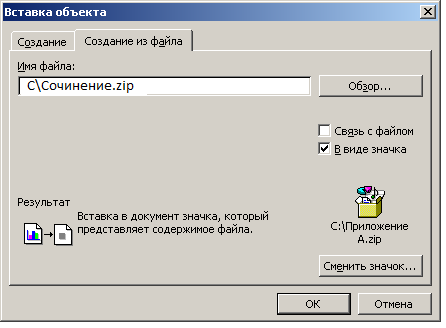 Вставка объекта
Создание
Создание из файла
Имя файла:
C\Сочинение.zip
Обзор...
Связь с файлом
В виде значка
Результат
Вставка в документ значка, который
представляет содержимое файла.
C:\Приложение
A.zip
Сменить значок...
OK
Отмена